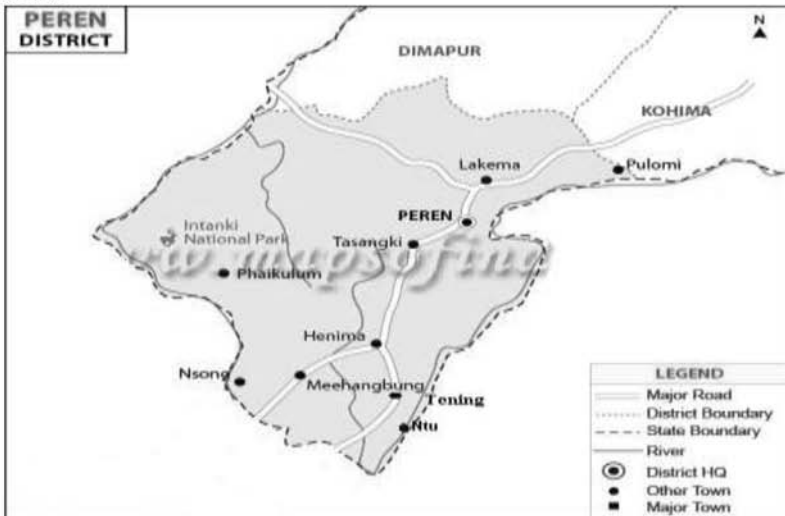 PEREN
DISTRICT
N
DIMAPUR
KOHIMA
Lakema
Pulomi
PEREN
Intanki
National Park
Tasangki
mapsofind
Phaikulum
Henima
Nsong
Meehangbung
Tening
Ntu
LEGEND
Major Road
District Boundary
State Boundary
River
District HQ
Other Town
Major Town